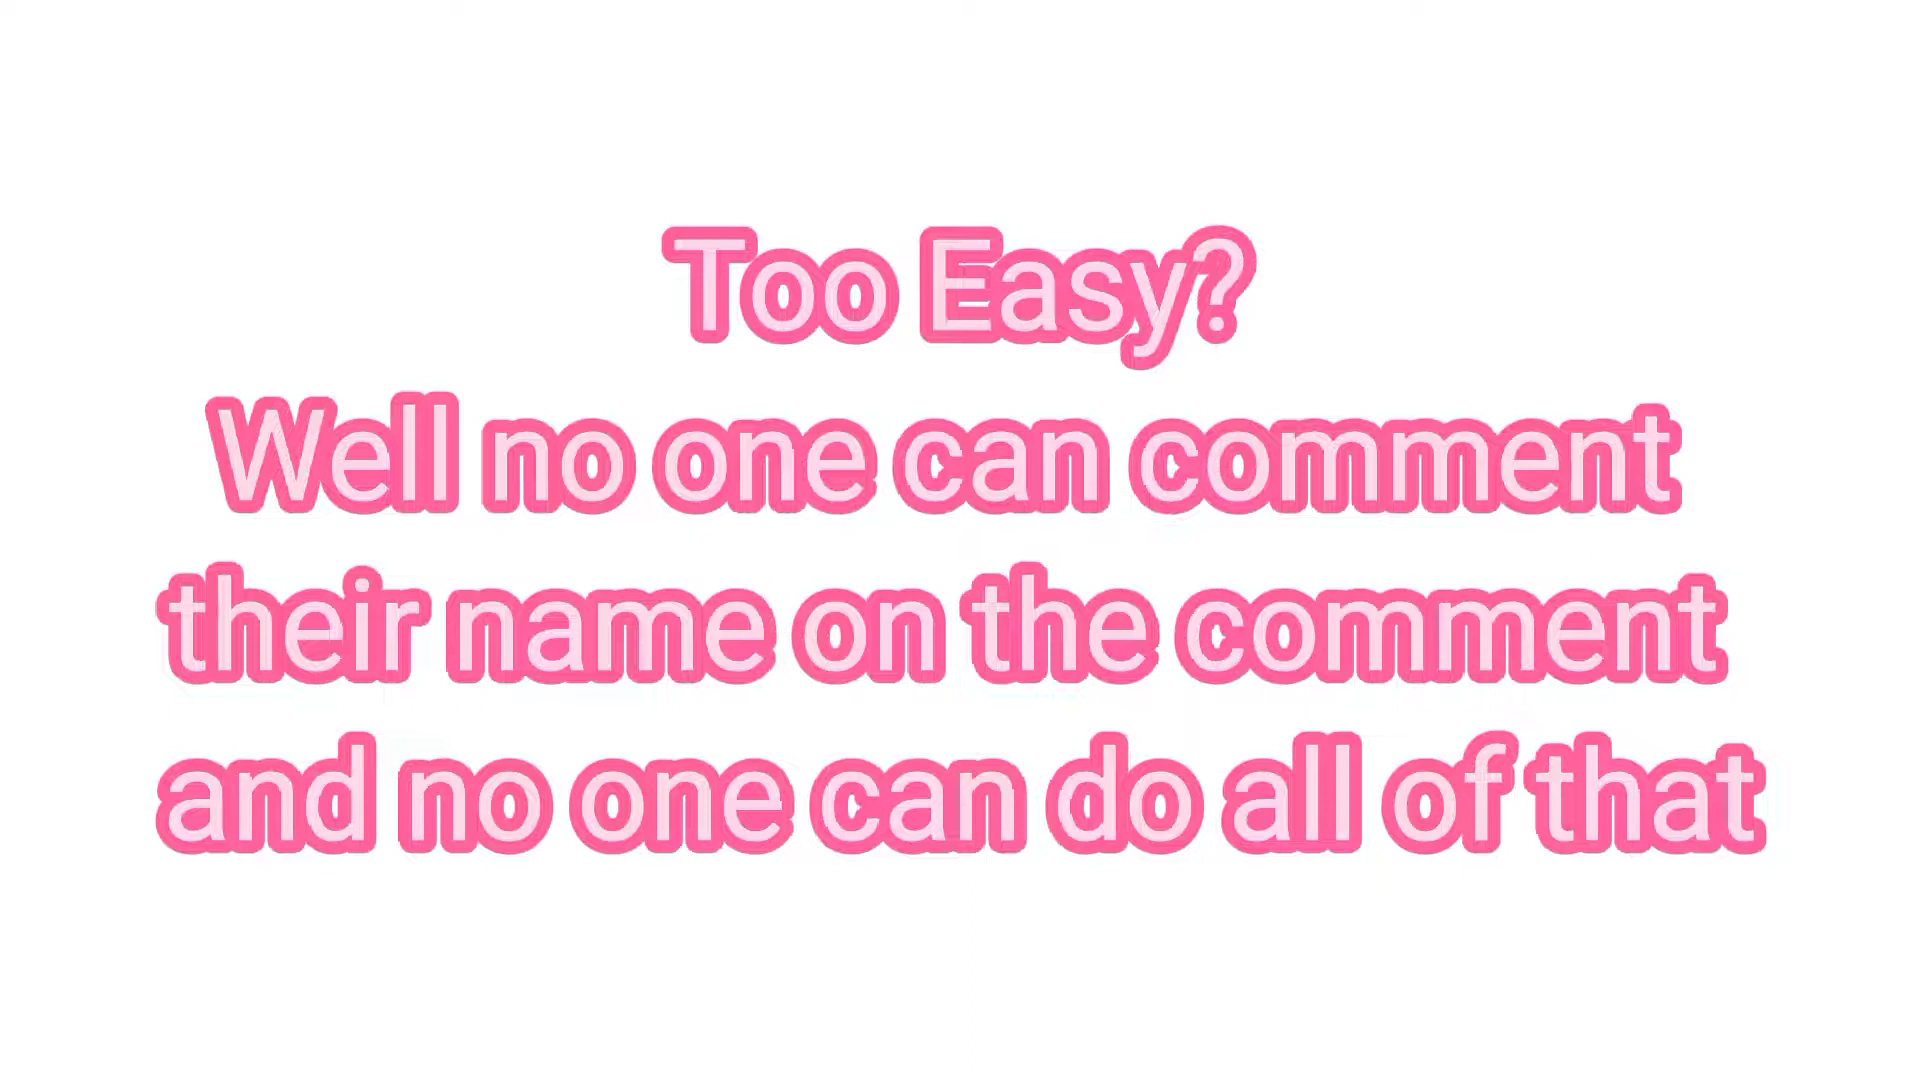 Too Easy?
Well no one can comment
their name on the comment
and no one can do all of that